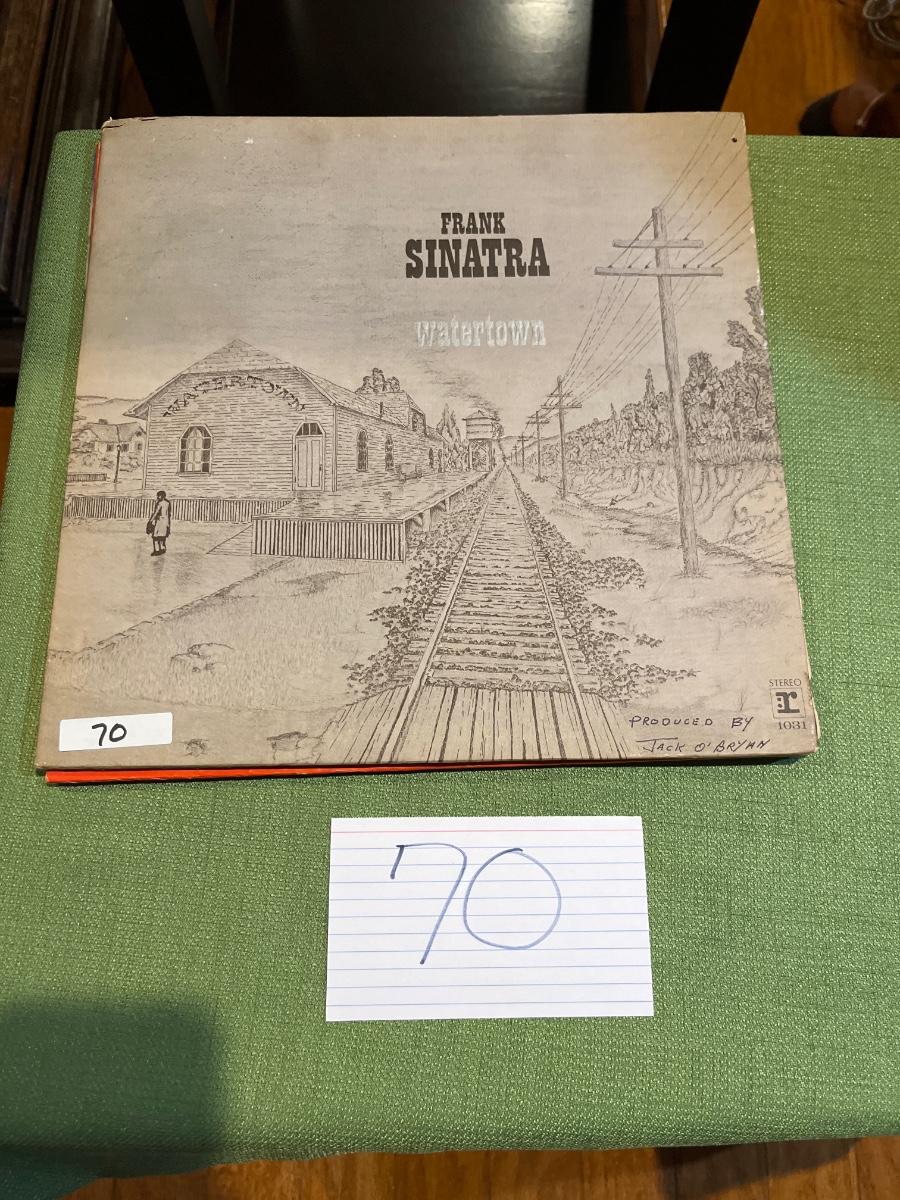 FRANK
SINATRA
watertown
WATERTOWN
STEREO
r
1031
PRODUCED BY
JACK O'BRYAN
70
70